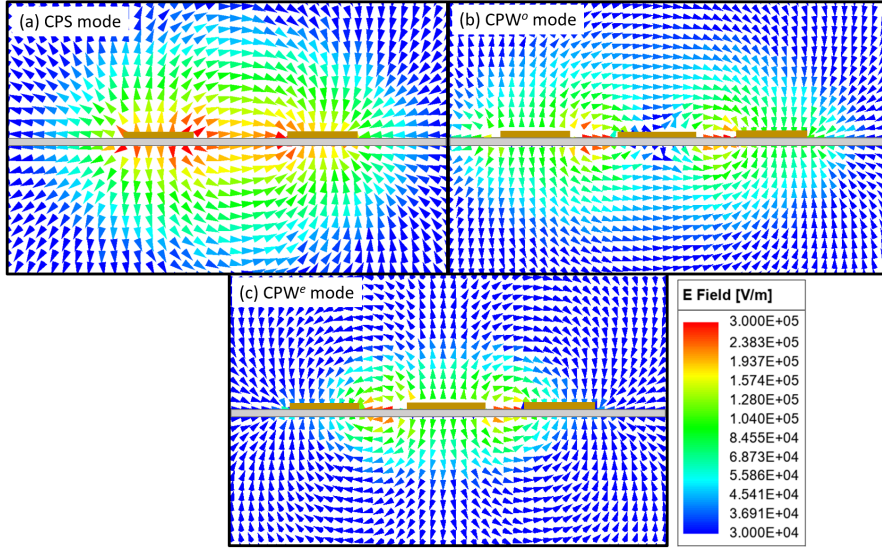 (a) CPS mode
(b) CPWᵒ mode
(c) CPWᵉ mode
E Field [V/m]
3.000E+05
2.383E+05
1.937E+05
1.574E+05
1.280E+05
1.040E+05
8.455E+04
6.873E+04
5.586E+04
4.541E+04
3.691E+04
3.000E+04